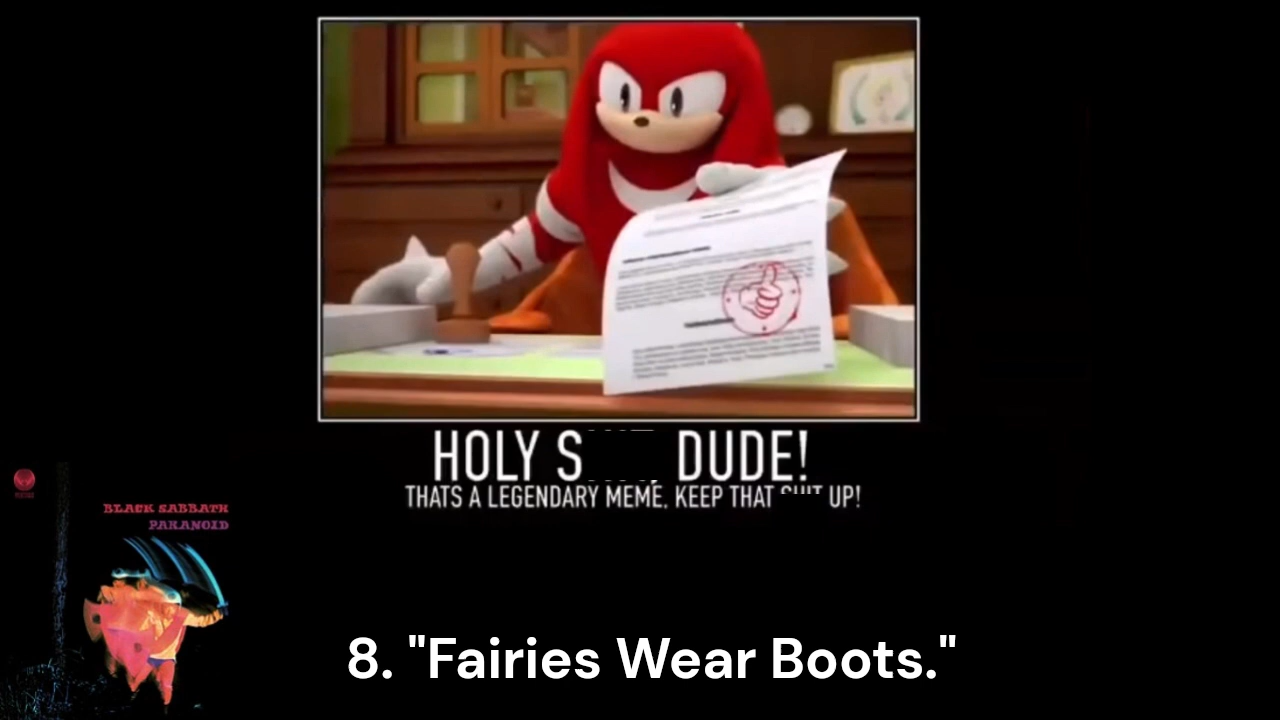 HOLY S DUDE!
THATS A LEGENDARY MEME, KEEP THAT UP!
BLACK SABBATH
PARANOID
8. "Fairies Wear Boots."